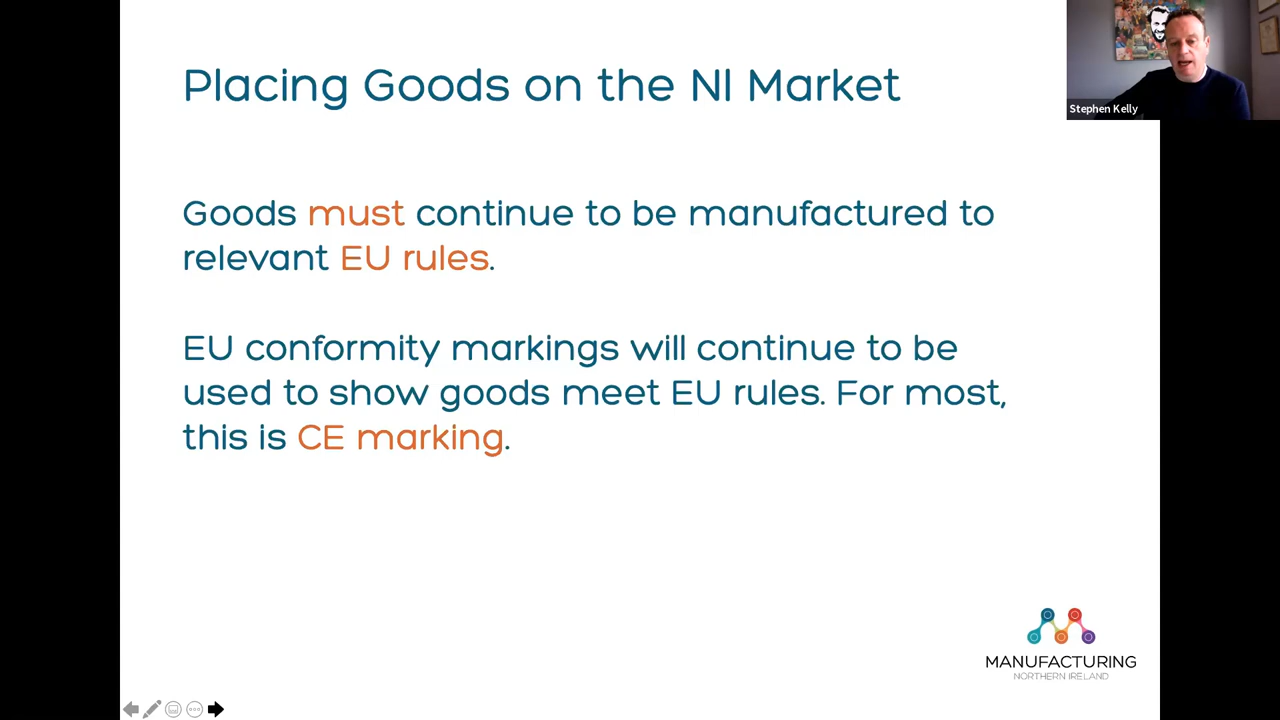 Placing Goods on the NI Market
Stephen Kelly
Goods must continue to be manufactured to
relevant EU rules.
EU conformity markings will continue to be
used to show goods meet EU rules. For most,
this is CE marking.
MANUFACTURING
NORTHERN IRELAND